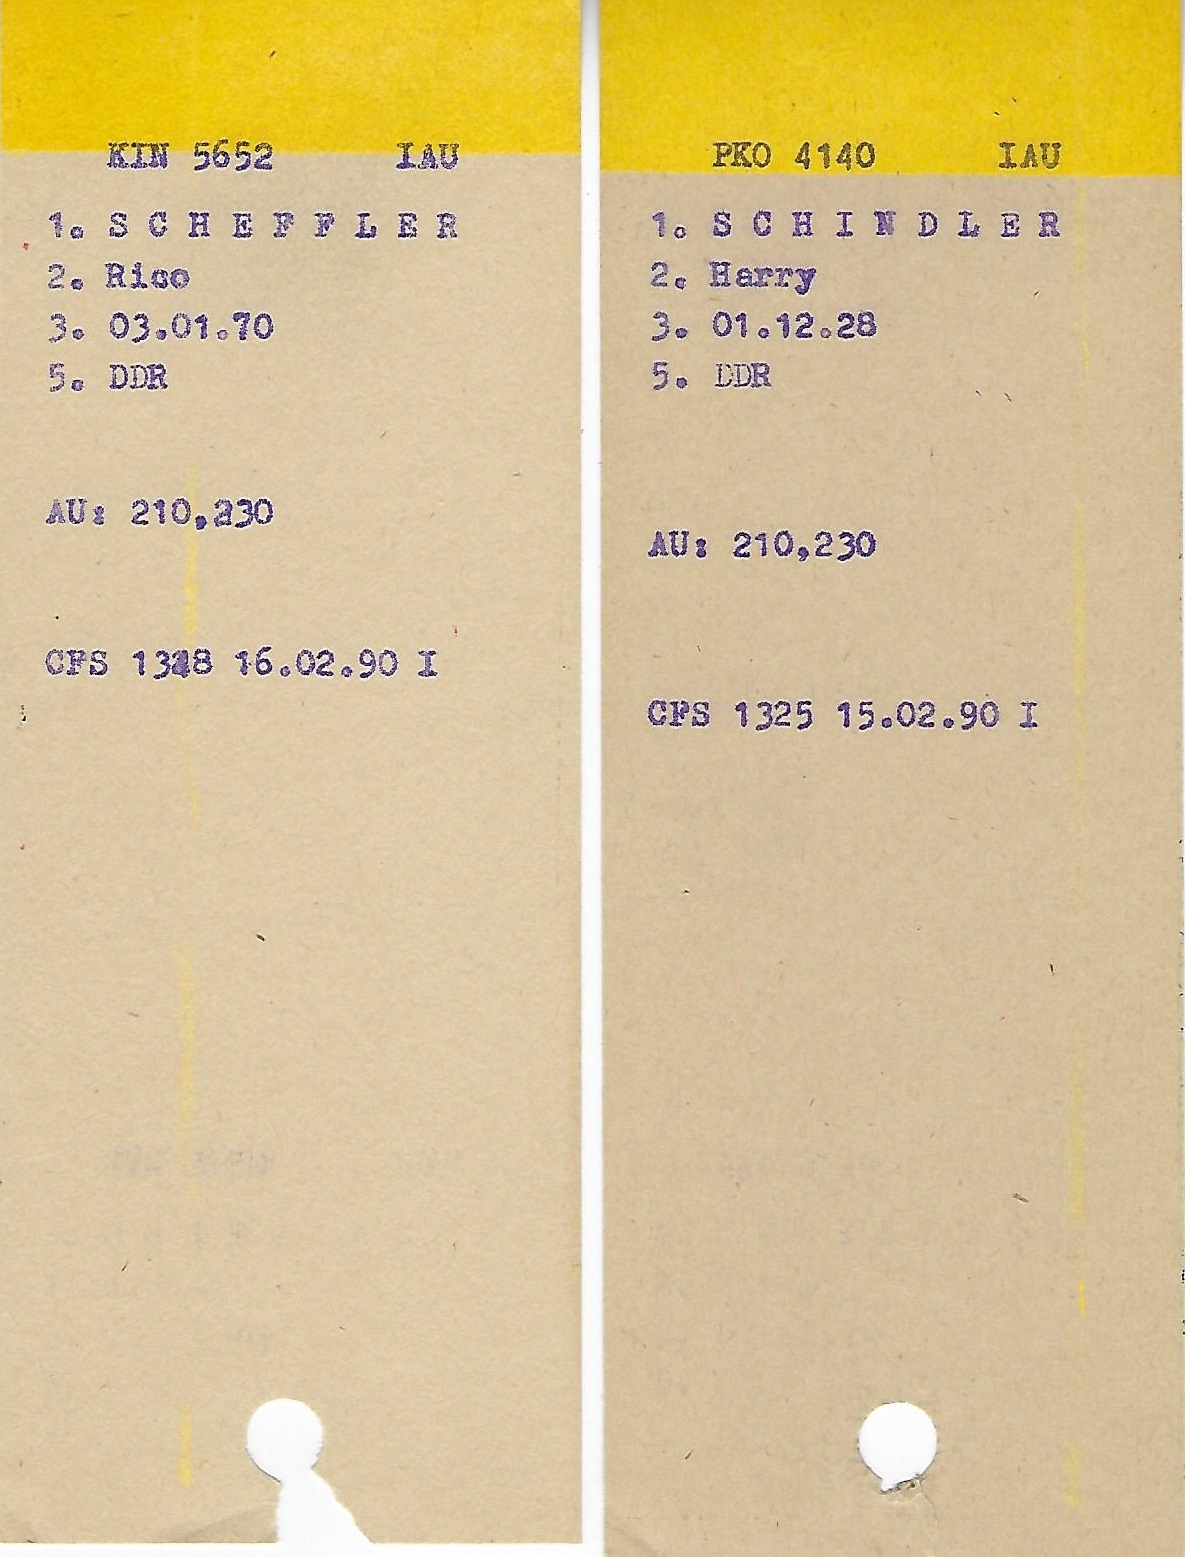 KIN 5652 IAU
1. S C H E F F L E R
2. Rico
3. 03.01.70
5. DDR
AU: 210,230
CFS 16.02.90 I
PKO 4140 IAU
1. S C H I N D L E R
2. Harry
3. 01.12.28
5. DDR
AU: 210,230
CFS 1325 15.02.90 I